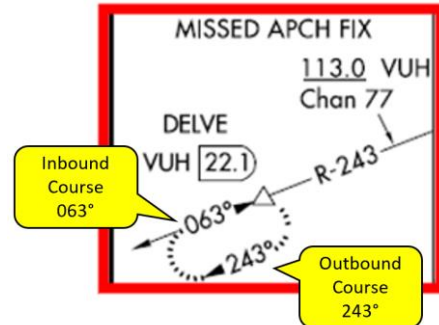 MISSED APCH FIX
113.0 VUH
Chan 77
DELVE
VUH 22.1
R-243
Inbound
Course
063°
063°
243°
Outbound
Course
243°